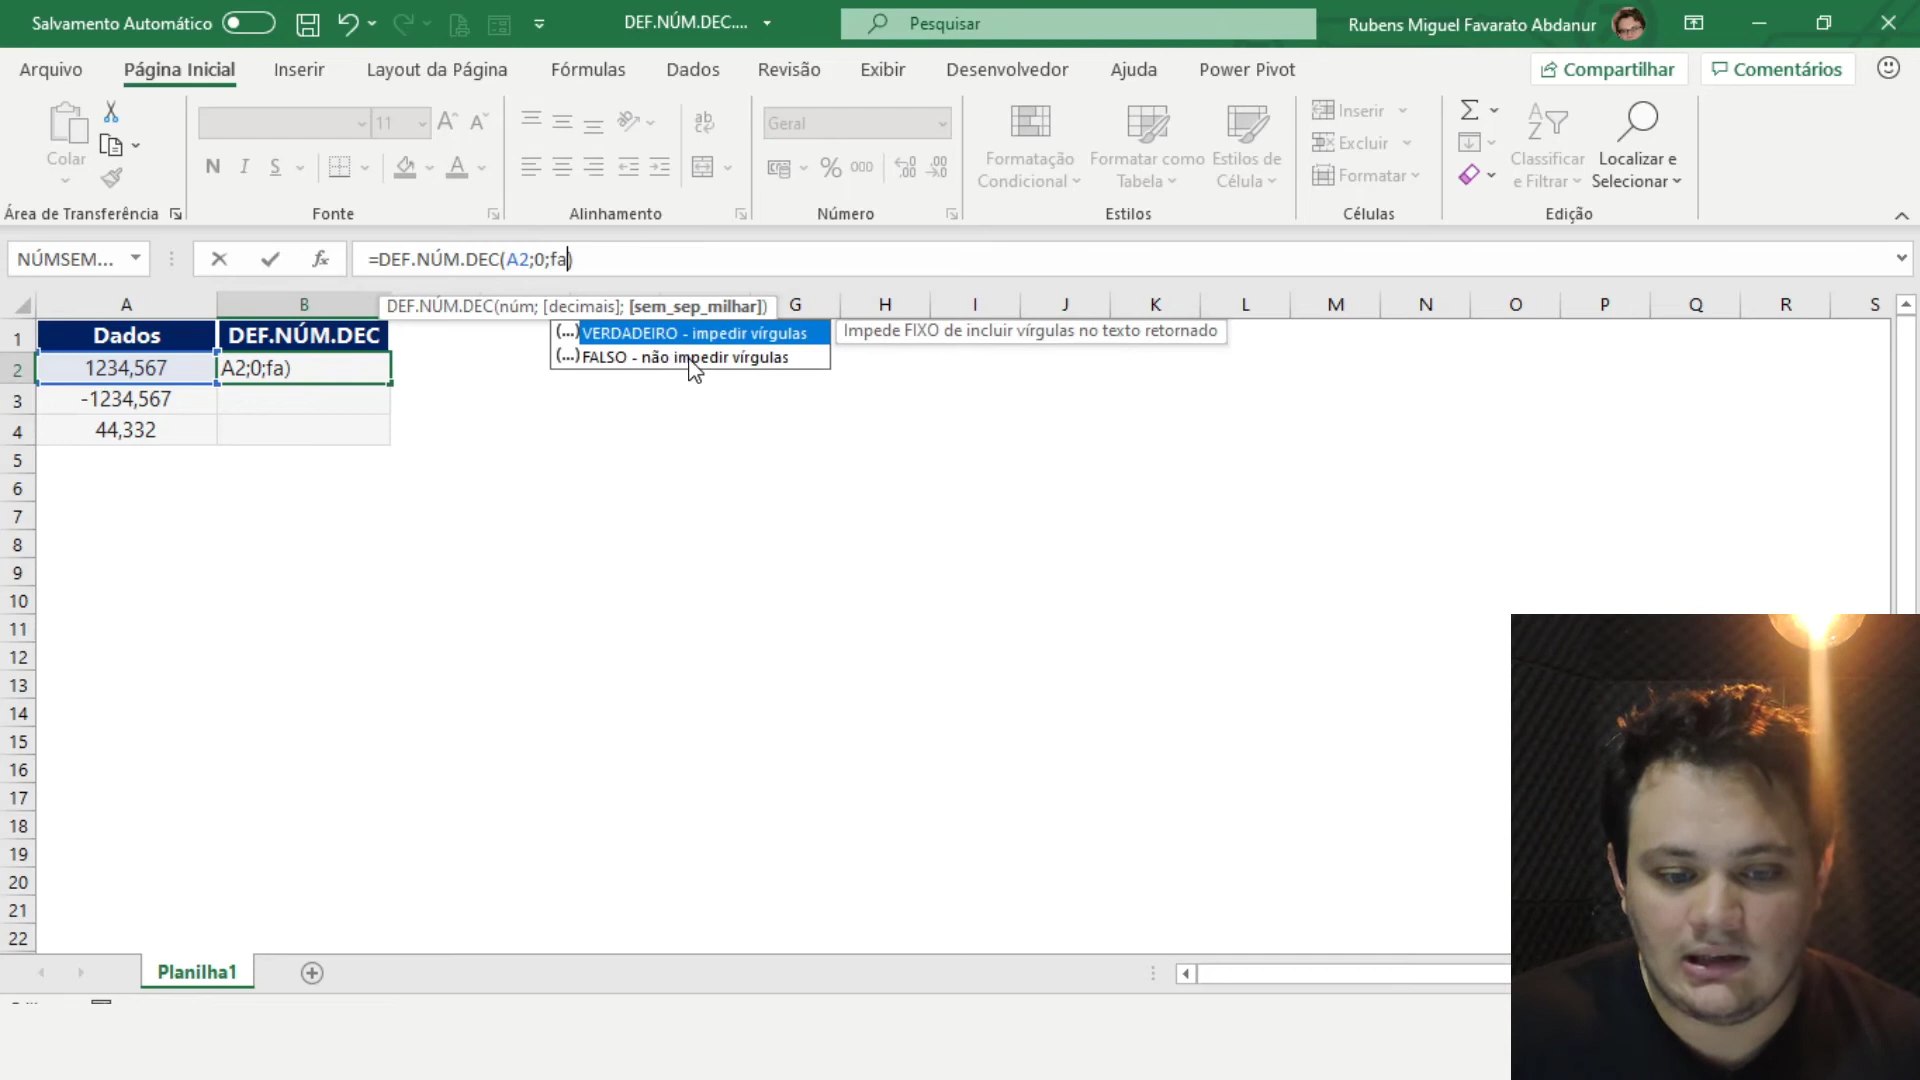 Salvamento Automático
DEF.NÚM.DEC....
Pesquisar
Rubens Miguel Favarato Abdanur
Arquivo
Página Inicial
Inserir
Layout da Página
Fórmulas
Dados
Revisão
Exibir
Desenvolvedor
Ajuda
Power Pivot
Compartilhar
Comentários
Colar
Área de Transferência
11
N I S
Fonte
ab
Alinhamento
Geral
% 000
Número
Formatação Condicional
Formatar como Tabela
Estilos de Célula
Estilos
Inserir
Excluir
Formatar
Células
Classificar e Filtrar
Localizar e Selecionar
Edição
NÚMSEM...
fx
=DEF.NÚM.DEC(A2;0;fa)
DEF.NÚM.DEC(núm; [decimais]; [sem_sep_milhar])
A B G H I J K L M N O P Q R S
(...) VERDADEIRO - impedir vírgulas
Impede FIXO de incluir vírgulas no texto retornado
(...) FALSO - não impedir vírgulas
1 Dados DEF.NÚM.DEC
2 1234,567 A2;0;fa)
3 -1234,567
4 44,332
5
6
7
8
9
10
11
12
13
14
15
16
17
18
19
20
21
22
Planilha1